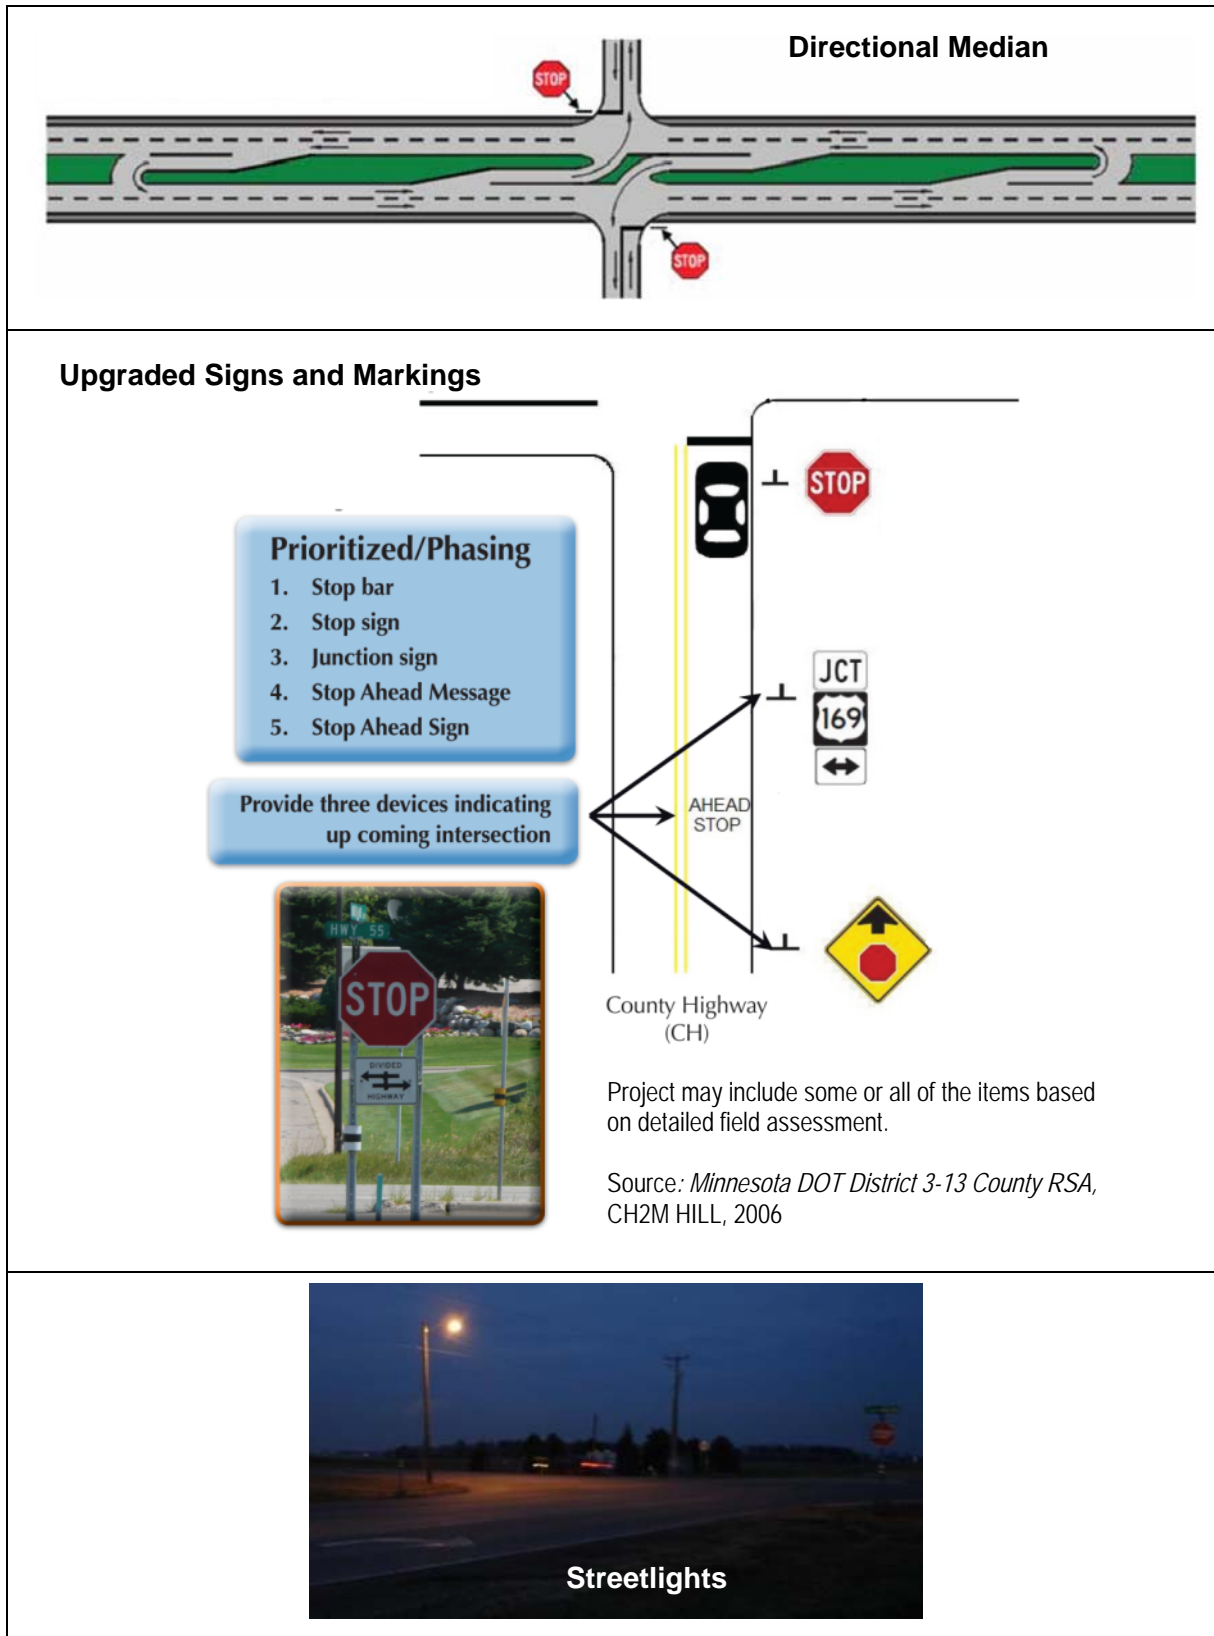 Directional Median
STOP
STOP
Upgraded Signs and Markings
STOP
Prioritized/Phasing
1. Stop bar
2. Stop sign
3. Junction sign
4. Stop Ahead Message
5. Stop Ahead Sign
JCT
169
Provide three devices indicating
up coming intersection
AHEAD
STOP
HWY 55
STOP
DIVIDED
HIGHWAY
County Highway
(CH)
Project may include some or all of the items based
on detailed field assessment.
Source: Minnesota DOT District 3-13 County RSA,
CH2M HILL, 2006
STOP
Streetlights